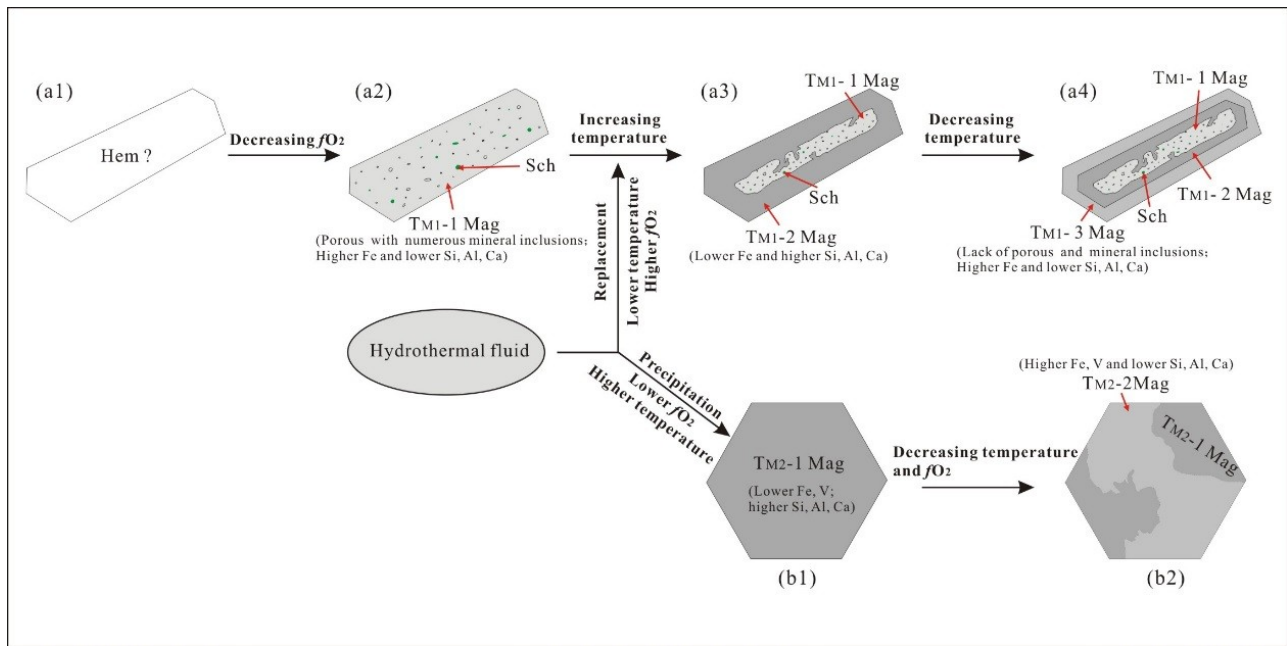 (a1)
Hem ?
Decreasing fO2
(a2)
Sch
TM1-1 Mag
(Porous with numerous mineral inclusions;
Higher Fe and lower Si, Al, Ca)
Increasing
temperature
(a3)
TM1- 1 Mag
Sch
TM1-2 Mag
(Lower Fe and higher Si, Al, Ca)
Decreasing
temperature
(a4)
TM1- 1 Mag
TM1- 2 Mag
Sch
TM1- 3 Mag
(Lack of porous and mineral inclusions;
Higher Fe and lower Si, Al, Ca)
Replacement
Lower temperature
Higher fO2
Hydrothermal fluid
Precipitation
Lower fO2
Higher temperature
TM2-1 Mag
(Lower Fe, V;
higher Si, Al, Ca)
(b1)
Decreasing temperature
and fO2
(Higher Fe, V and lower Si, Al, Ca)
TM2-2Mag
TM2-1 Mag
(b2)